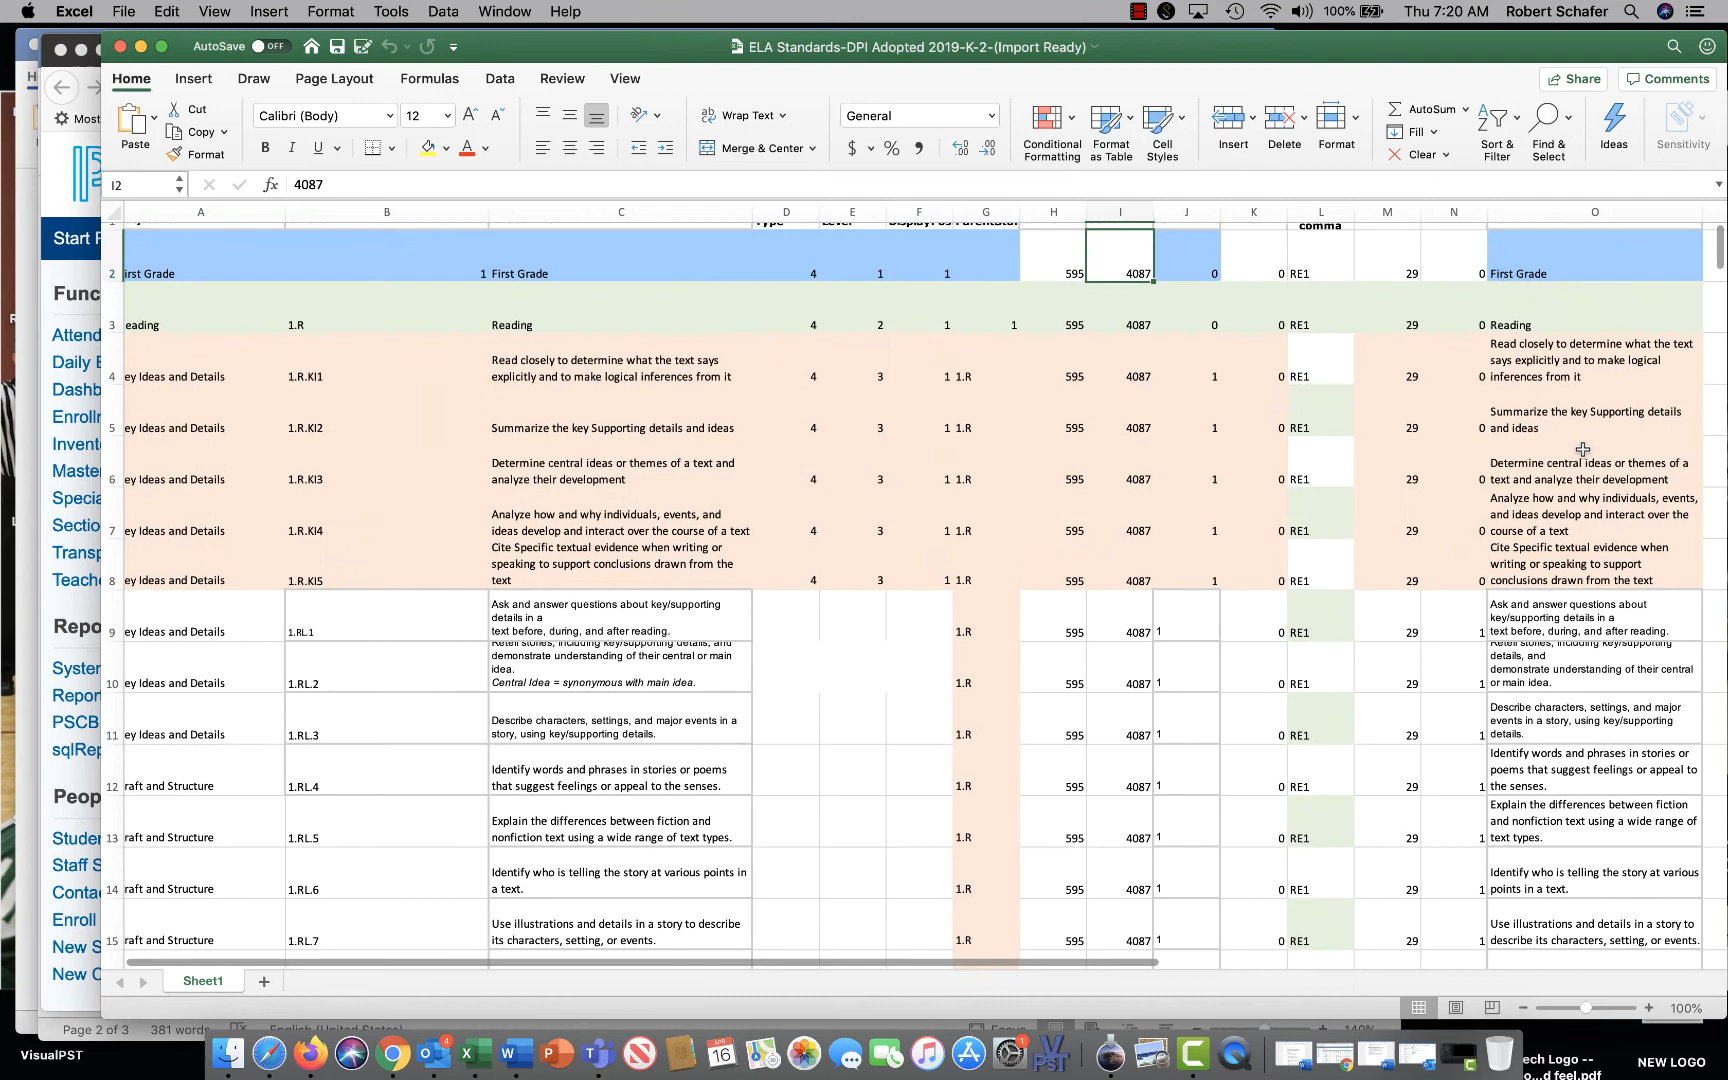 Excel File Edit View Insert Format Tools Data Window Help 100% Thu 7:20 AM Robert Schafer
AutoSave OFF ELA Standards-DPI Adopted 2019-K-2-(Import Ready)
Home Insert Draw Page Layout Formulas Data Review View Share Comments
Paste Cut Copy Format
Calibri (Body) 12
B I U A
Wrap Text
Merge & Center
General
$ %
Conditional Formatting
Format as Table
Cell Styles
Insert Delete Format
AutoSum
Fill
Clear
Sort & Filter
Find & Select
Ideas
Sensitivity
I2 fx 4087
A B C D E F G H I J K L M N O
1 Type Level comma
2 irst Grade 1 First Grade 4 1 1 595 4087 0 0 RE1 29 0 First Grade
3 eading 1.R Reading 4 2 1 1 595 4087 0 0 RE1 29 0 Reading
4 ey Ideas and Details 1.R.KI1
Read closely to determine what the text says
explicitly and to make logical inferences from it
4 3 1 1.R 595 4087 1 0 RE1 29 0
Read closely to determine what the text
says explicitly and to make logical
inferences from it
5 ey Ideas and Details 1.R.KI2 Summarize the key Supporting details and ideas 4 3 1 1.R 595 4087 1 0 RE1 29 0
Summarize the key Supporting details
and ideas
6 ey Ideas and Details 1.R.KI3
Determine central ideas or themes of a text and
analyze their development
4 3 1 1.R 595 4087 1 0 RE1 29 0
Determine central ideas or themes of a
text and analyze their development
7 ey Ideas and Details 1.R.KI4
Analyze how and why individuals, events, and
ideas develop and interact over the course of a text
4 3 1 1.R 595 4087 1 0 RE1 29 0
Analyze how and why individuals, events,
and ideas develop and interact over the
course of a text
8 ey Ideas and Details 1.R.KI5
Cite Specific textual evidence when writing or
speaking to support conclusions drawn from the
text
4 3 1 1.R 595 4087 1 0 RE1 29 0
Cite Specific textual evidence when
writing or speaking to support
conclusions drawn from the text
9 ey Ideas and Details 1.RL.1
Ask and answer questions about key/supporting
details in a
text before, during, and after reading.
1.R 595 4087 1 0 RE1 29 1
Ask and answer questions about
key/supporting details in a
text before, during, and after reading.
10 ey Ideas and Details 1.RL.2
Retell stories, including key/supporting details, and
demonstrate understanding of their central or main
idea.
Central Idea = synonymous with main idea.
1.R 595 4087 1 0 RE1 29 1
Retell stories, including key/supporting
details, and
demonstrate understanding of their central
or main idea.
11 ey Ideas and Details 1.RL.3
Describe characters, settings, and major events in a
story, using key/supporting details.
1.R 595 4087 1 0 RE1 29 1
Describe characters, settings, and major
events in a story, using key/supporting
details.
12 raft and Structure 1.RL.4
Identify words and phrases in stories or poems
that suggest feelings or appeal to the senses.
1.R 595 4087 1 0 RE1 29 1
Identify words and phrases in stories or
poems that suggest feelings or appeal to
the senses.
13 raft and Structure 1.RL.5
Explain the differences between fiction and
nonfiction text using a wide range of text types.
1.R 595 4087 1 0 RE1 29 1
Explain the differences between fiction
and nonfiction text using a wide range of
text types.
14 raft and Structure 1.RL.6
Identify who is telling the story at various points in
a text.
1.R 595 4087 1 0 RE1 29 1
Identify who is telling the story at various
points in a text.
15 raft and Structure 1.RL.7
Use illustrations and details in a story to describe
its characters, setting, or events.
1.R 595 4087 1 0 RE1 29 1
Use illustrations and details in a story to
describe its characters, setting, or events.
Sheet1
100%
Most
Start P
Func
Attend
Daily E
Dashb
Enrolln
Invent
Maste
Specia
Sectio
Transp
Teache
Repo
Systen
Report
PSCB
sqlRep
Peop
Studen
Staff S
Conta
Enroll
New S
New C
Page 2 of 3 381 words English (United States) Focus 140%
VisualPST
APR 16
ech Logo --
o...d feel.pdf
NEW LOGO